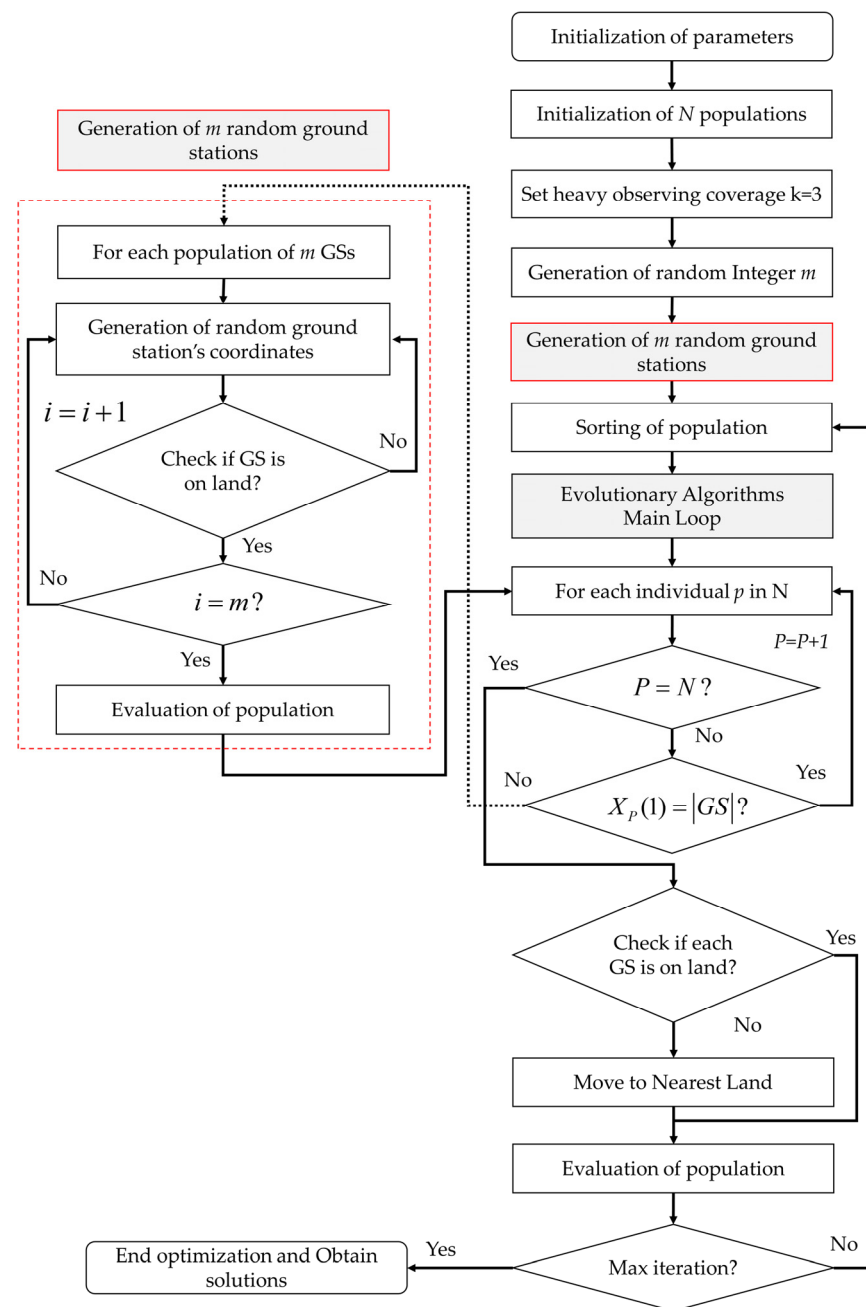 Initialization of parameters
Initialization of N populations
Set heavy observing coverage k=3
Generation of random Integer m
Generation of m random ground
stations
Sorting of population
Evolutionary Algorithms
Main Loop
For each individual p in N
P=P+1
Yes
P = N ?
No
No
Yes
X_P(1) = |GS| ?
Check if each
GS is on land?
Yes
No
Move to Nearest Land
Evaluation of population
Max iteration?
No
Yes
End optimization and Obtain
solutions
Generation of m random ground
stations
For each population of m GSs
Generation of random ground
station's coordinates
i = i+1
No
Check if GS is
on land?
Yes
No
i = m ?
Yes
Evaluation of population